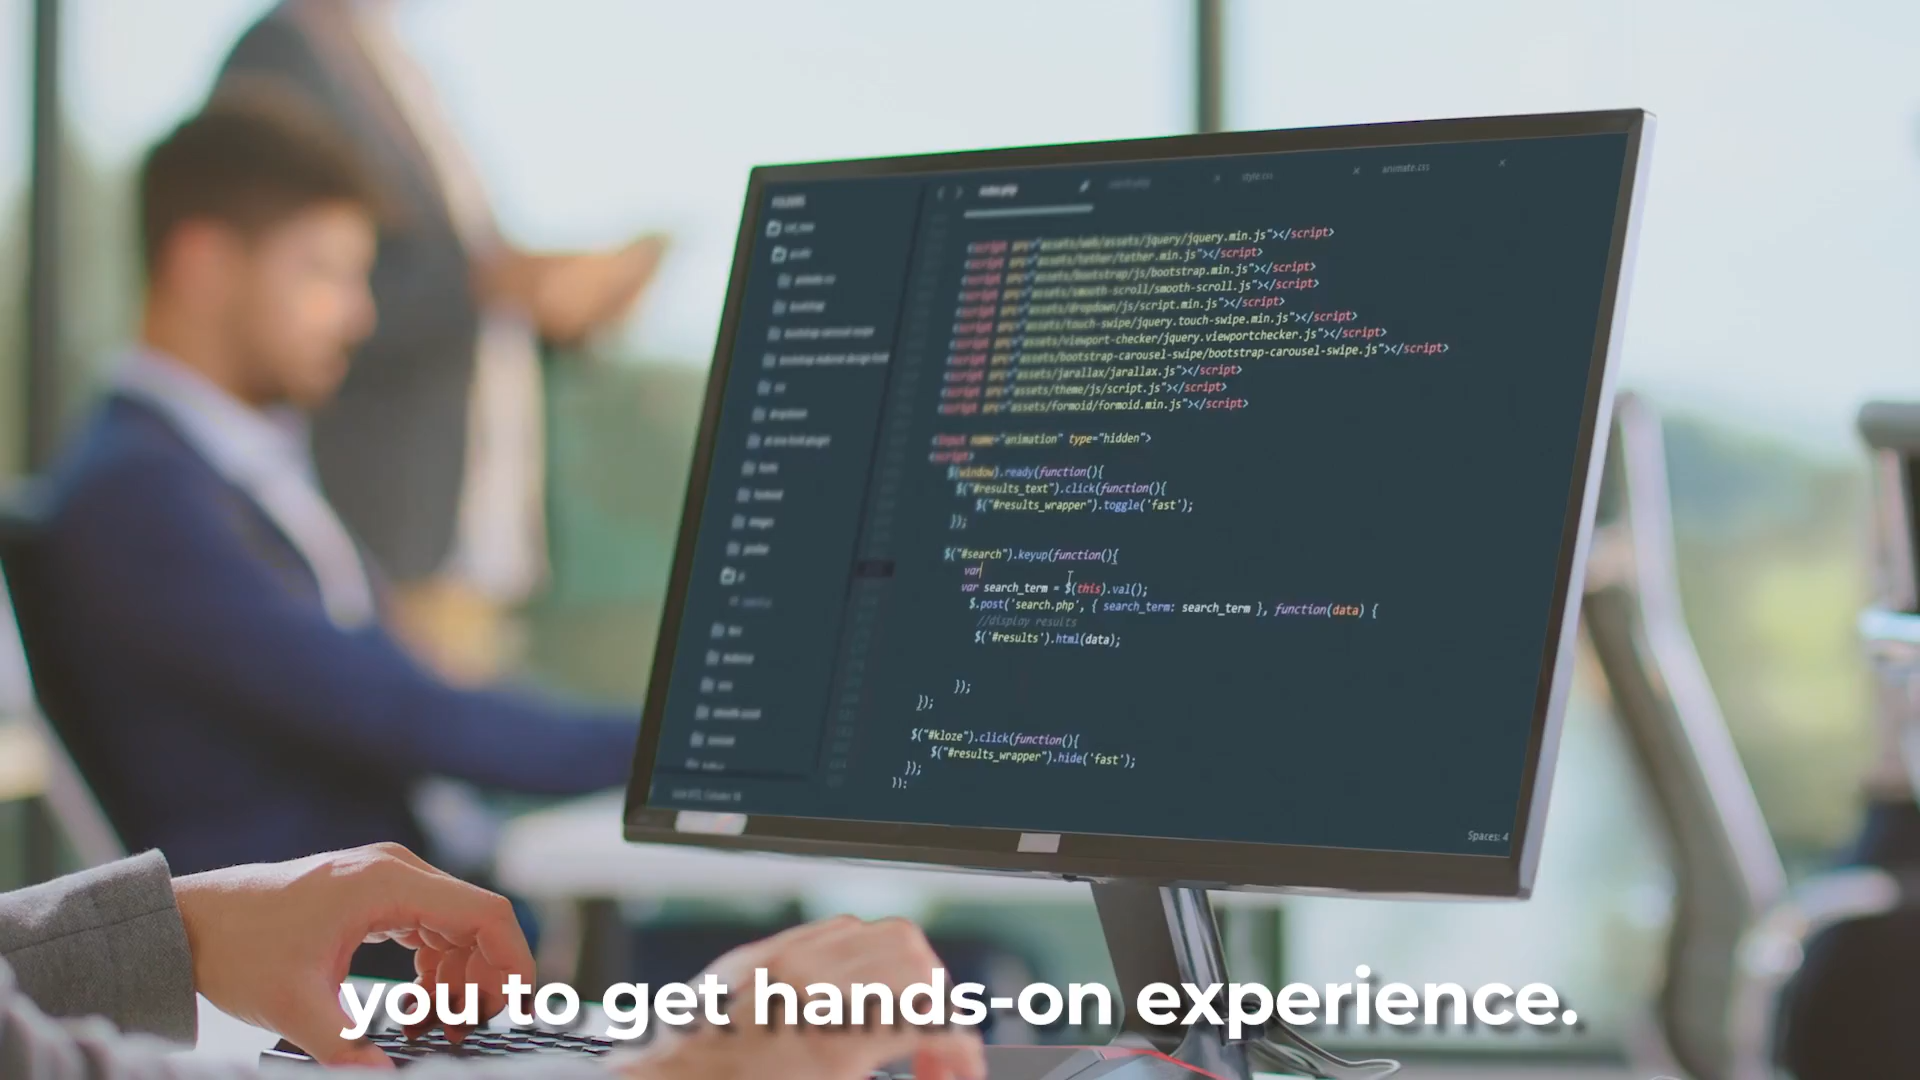 FOLDERS
index.php
style.css
animate.css
<script src="assets/web/assets/jquery/jquery.min.js"></script>
<script src="assets/tether/tether.min.js"></script>
<script src="assets/bootstrap/js/bootstrap.min.js"></script>
<script src="assets/smooth-scroll/smooth-scroll.js"></script>
<script src="assets/dropdown/js/script.min.js"></script>
<script src="assets/touch-swipe/jquery.touch-swipe.min.js"></script>
<script src="assets/viewport-checker/jquery.viewportchecker.js"></script>
<script src="assets/bootstrap-carousel-swipe/bootstrap-carousel-swipe.js"></script>
<script src="assets/jarallax/jarallax.js"></script>
<script src="assets/theme/js/script.js"></script>
<script src="assets/formoid/formoid.min.js"></script>
<input name="animation" type="hidden">
<script>
$(window).ready(function(){
$("#results_text").click(function(){
$("#results_wrapper").toggle('fast');
});
$("#search").keyup(function(){
var
var search_term = $(this).val();
$.post('search.php', { search_term: search_term }, function(data) {
//display results
$('#results').html(data);
});
});
$("#kloze").click(function(){
$("#results_wrapper").hide('fast');
});
});
Spaces: 4
you to get hands-on experience.